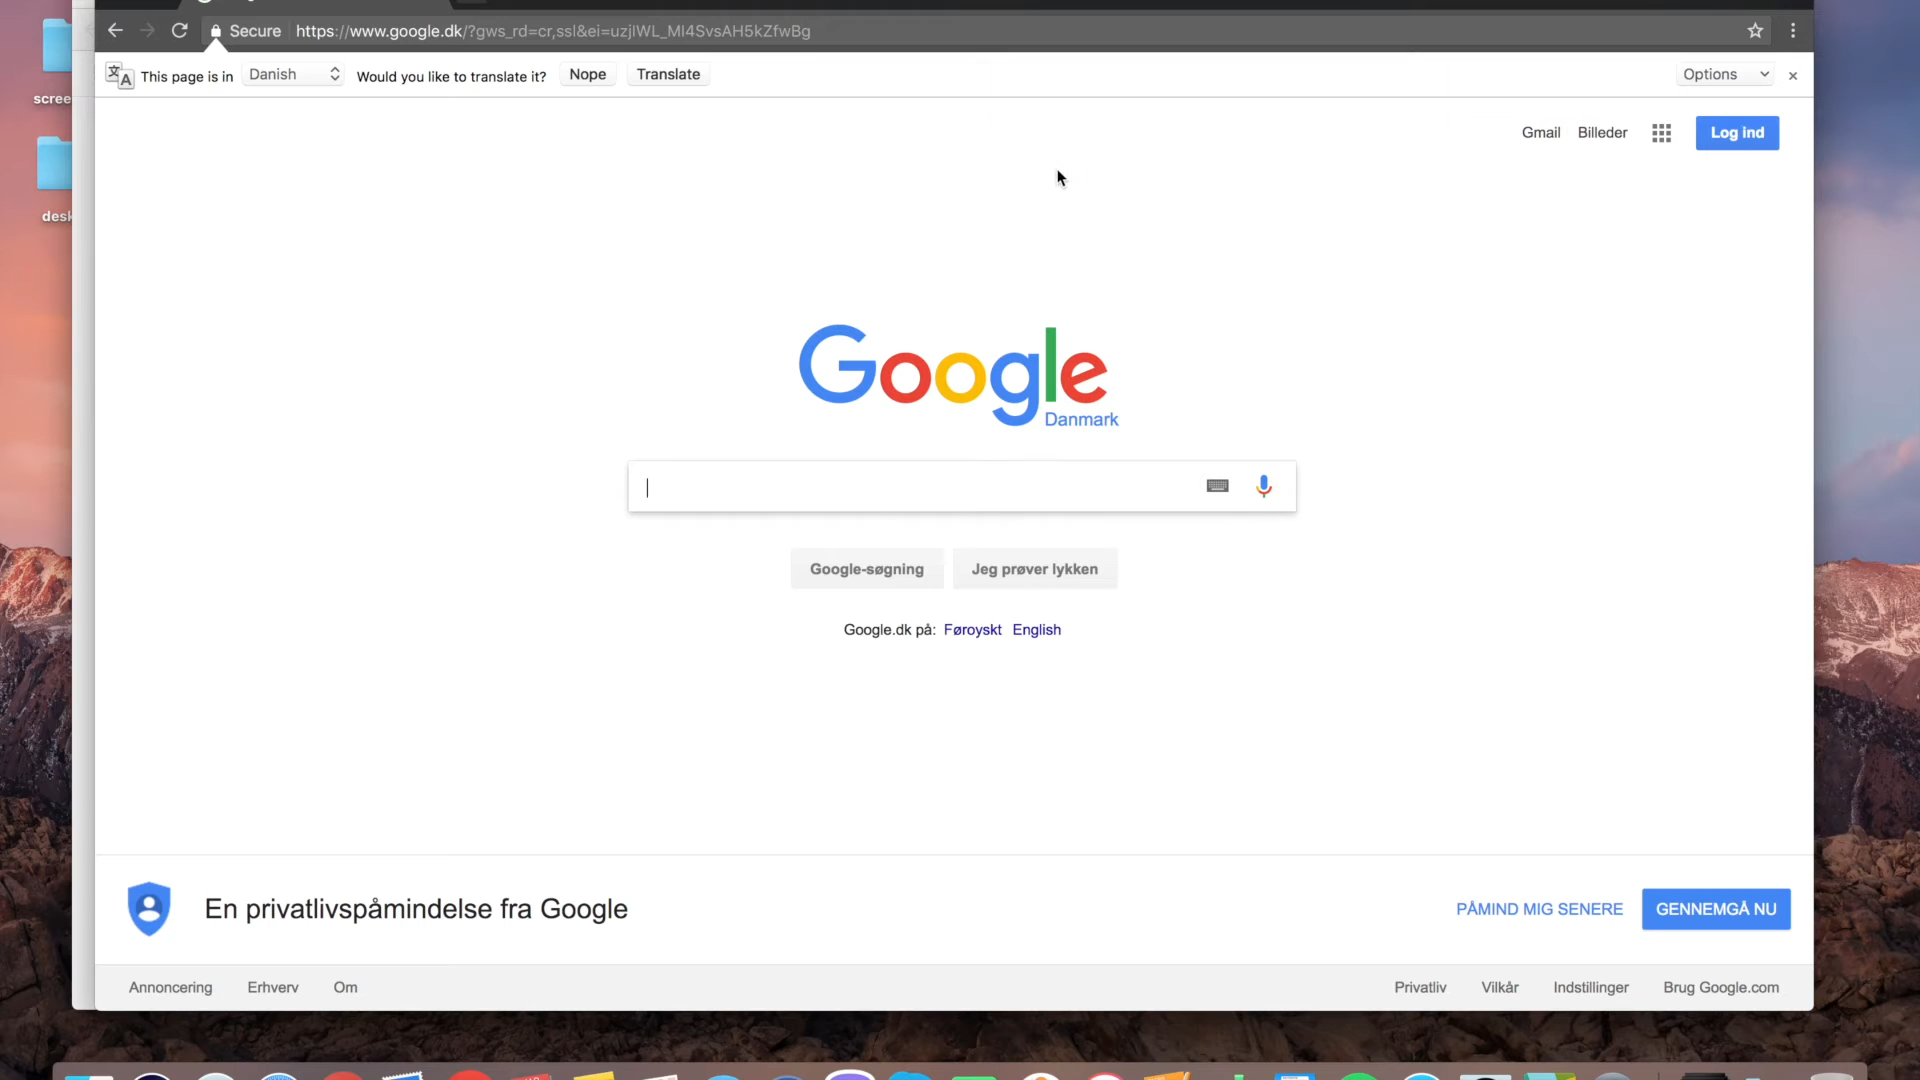 Secure https://www.google.dk/?gws_rd=cr,ssl&ei=uzjlWL_MI4SvsAH5kZfwBg
This page is in Danish Would you like to translate it? Nope Translate Options
Gmail Billeder Log ind
scree
desk
Google
Danmark
Google-søgning Jeg prøver lykken
Google.dk på: Føroyskt English
En privatlivspåmindelse fra Google PÅMIND MIG SENERE GENNEMGÅ NU
Annoncering Erhverv Om Privatliv Vilkår Indstillinger Brug Google.com